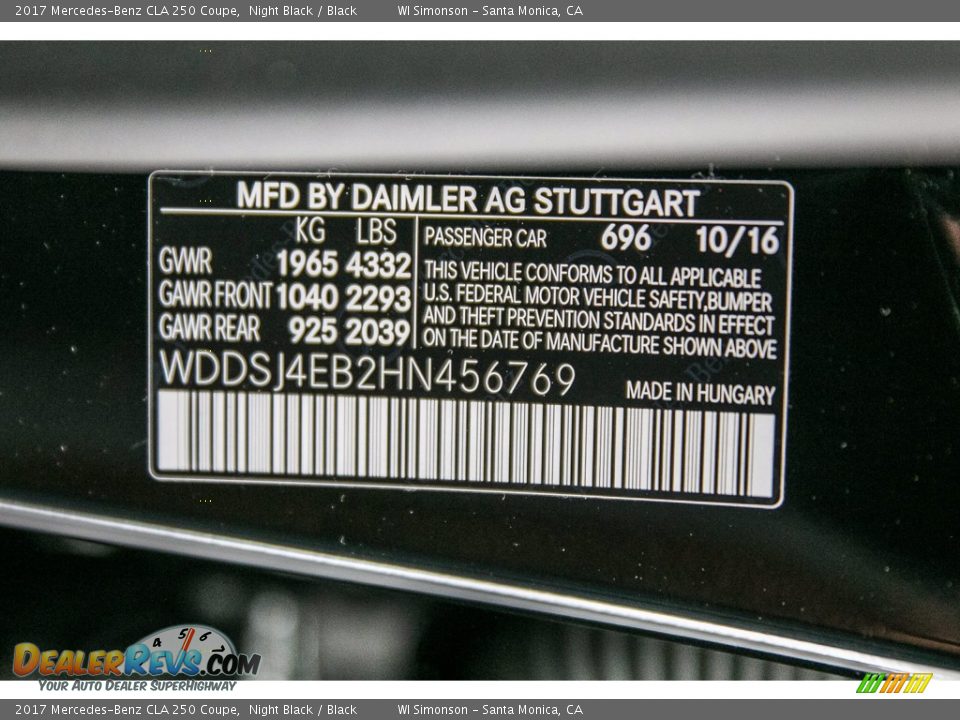 2017 Mercedes-Benz CLA 250 Coupe, Night Black / Black WI Simonson - Santa Monica, CA
MFD BY DAIMLER AG STUTTGART
KG LBS
GWR 1965 4332
GAWR FRONT 1040 2293
GAWR REAR 925 2039
PASSENGER CAR 696 10/16
THIS VEHICLE CONFORMS TO ALL APPLICABLE
U.S. FEDERAL MOTOR VEHICLE SAFETY,BUMPER
AND THEFT PREVENTION STANDARDS IN EFFECT
ON THE DATE OF MANUFACTURE SHOWN ABOVE
WDDSJ4EB2HN456769
MADE IN HUNGARY
4 5 6
DEALERREVS.COM
YOUR AUTO DEALER SUPERHIGHWAY
2017 Mercedes-Benz CLA 250 Coupe, Night Black / Black WI Simonson - Santa Monica, CA